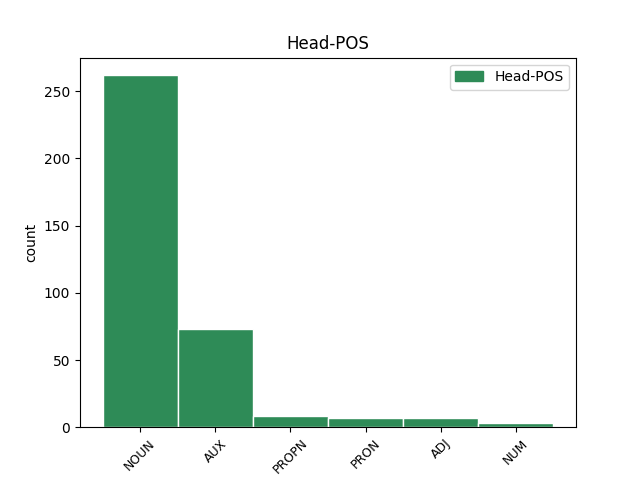 Head-POS
Head-POS
count
250
200
150
100
50
0
NOUN
AUX
PROPN
PRON
ADJ
NUM